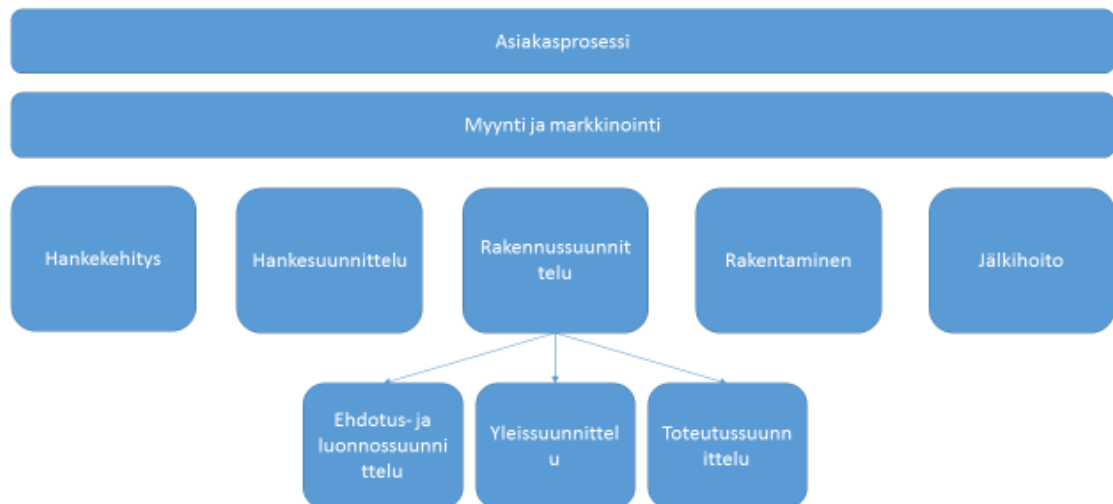 Asiakasprosessi
Myynti ja markkinointi
Hankekehitys
Hankesuunnittelu
Rakennussuunnit
telu
Rakentaminen
Jälkihoito
Ehdotus- ja
luonnossuunni
ttelu
Yleissuunnittel
u
Toteutussuunn
ittelu